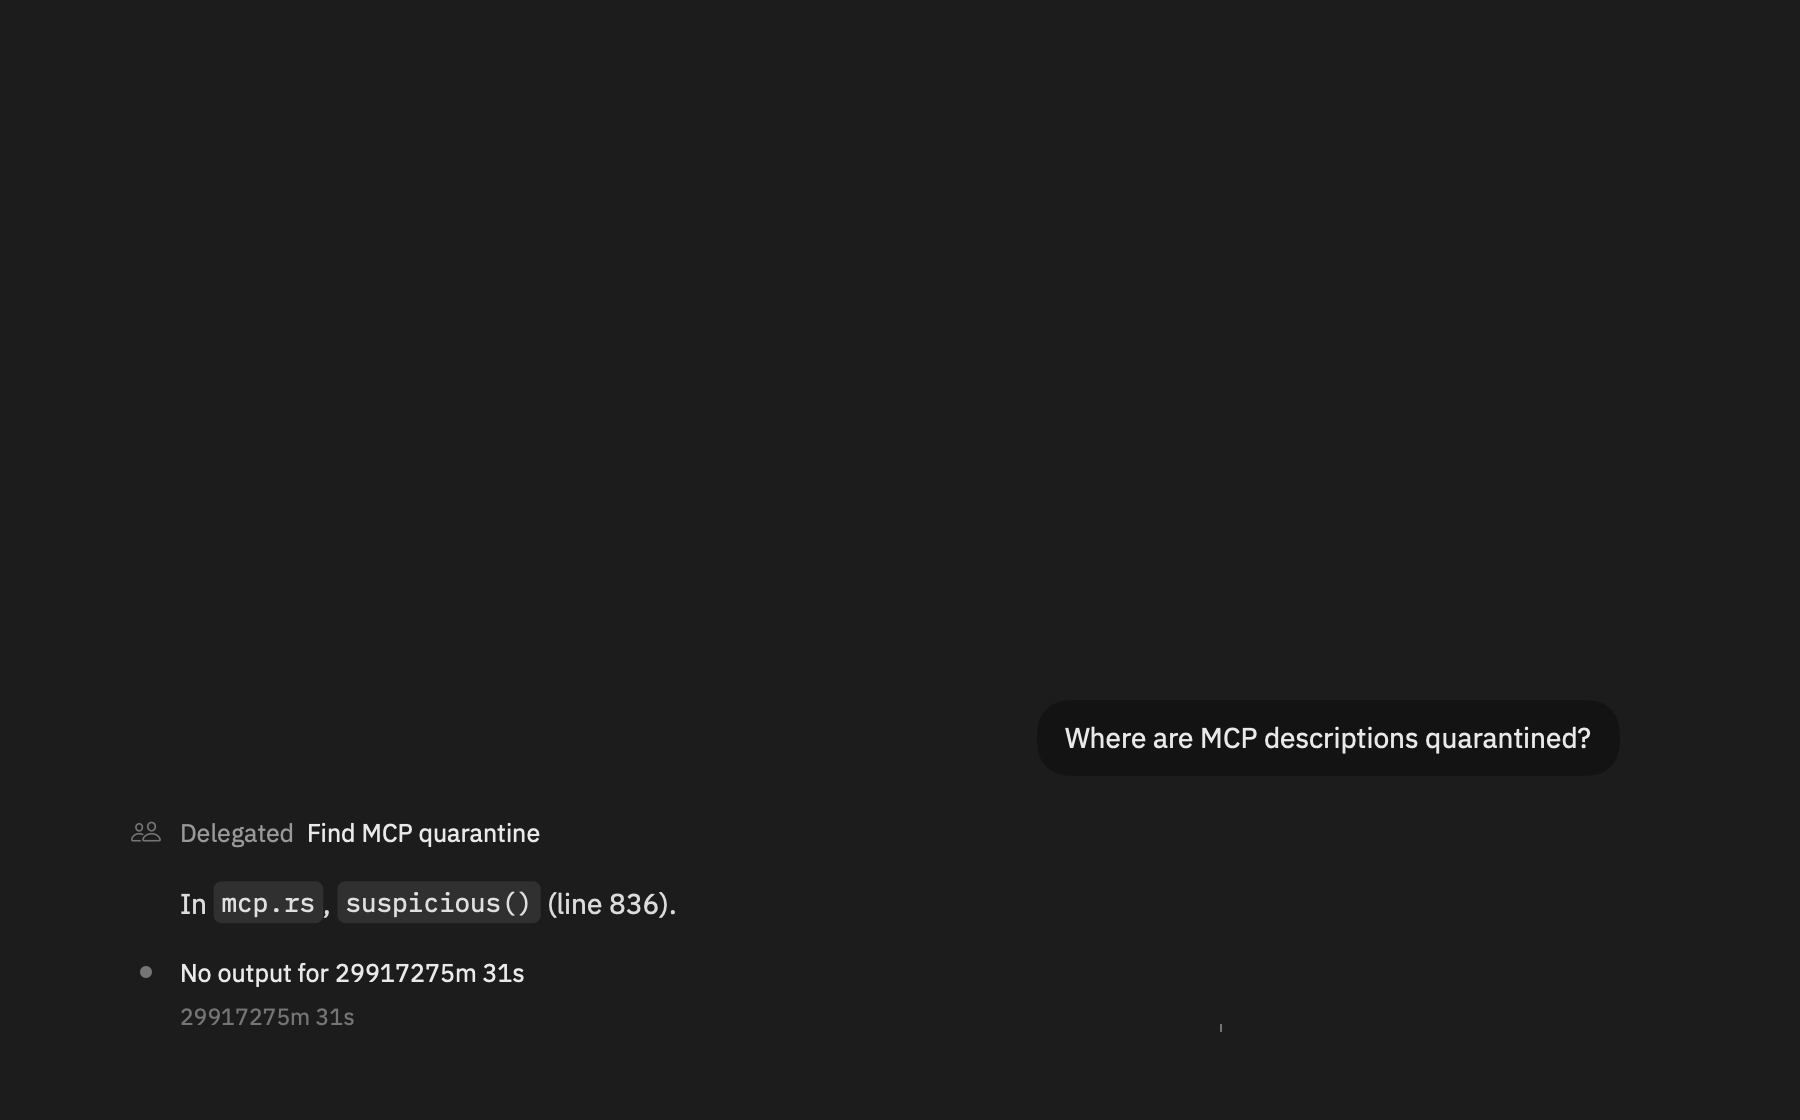 Where are MCP descriptions quarantined?
Delegated Find MCP quarantine
In mcp.rs, suspicious() (line 836).
No output for 29917275m 31s
29917275m 31s